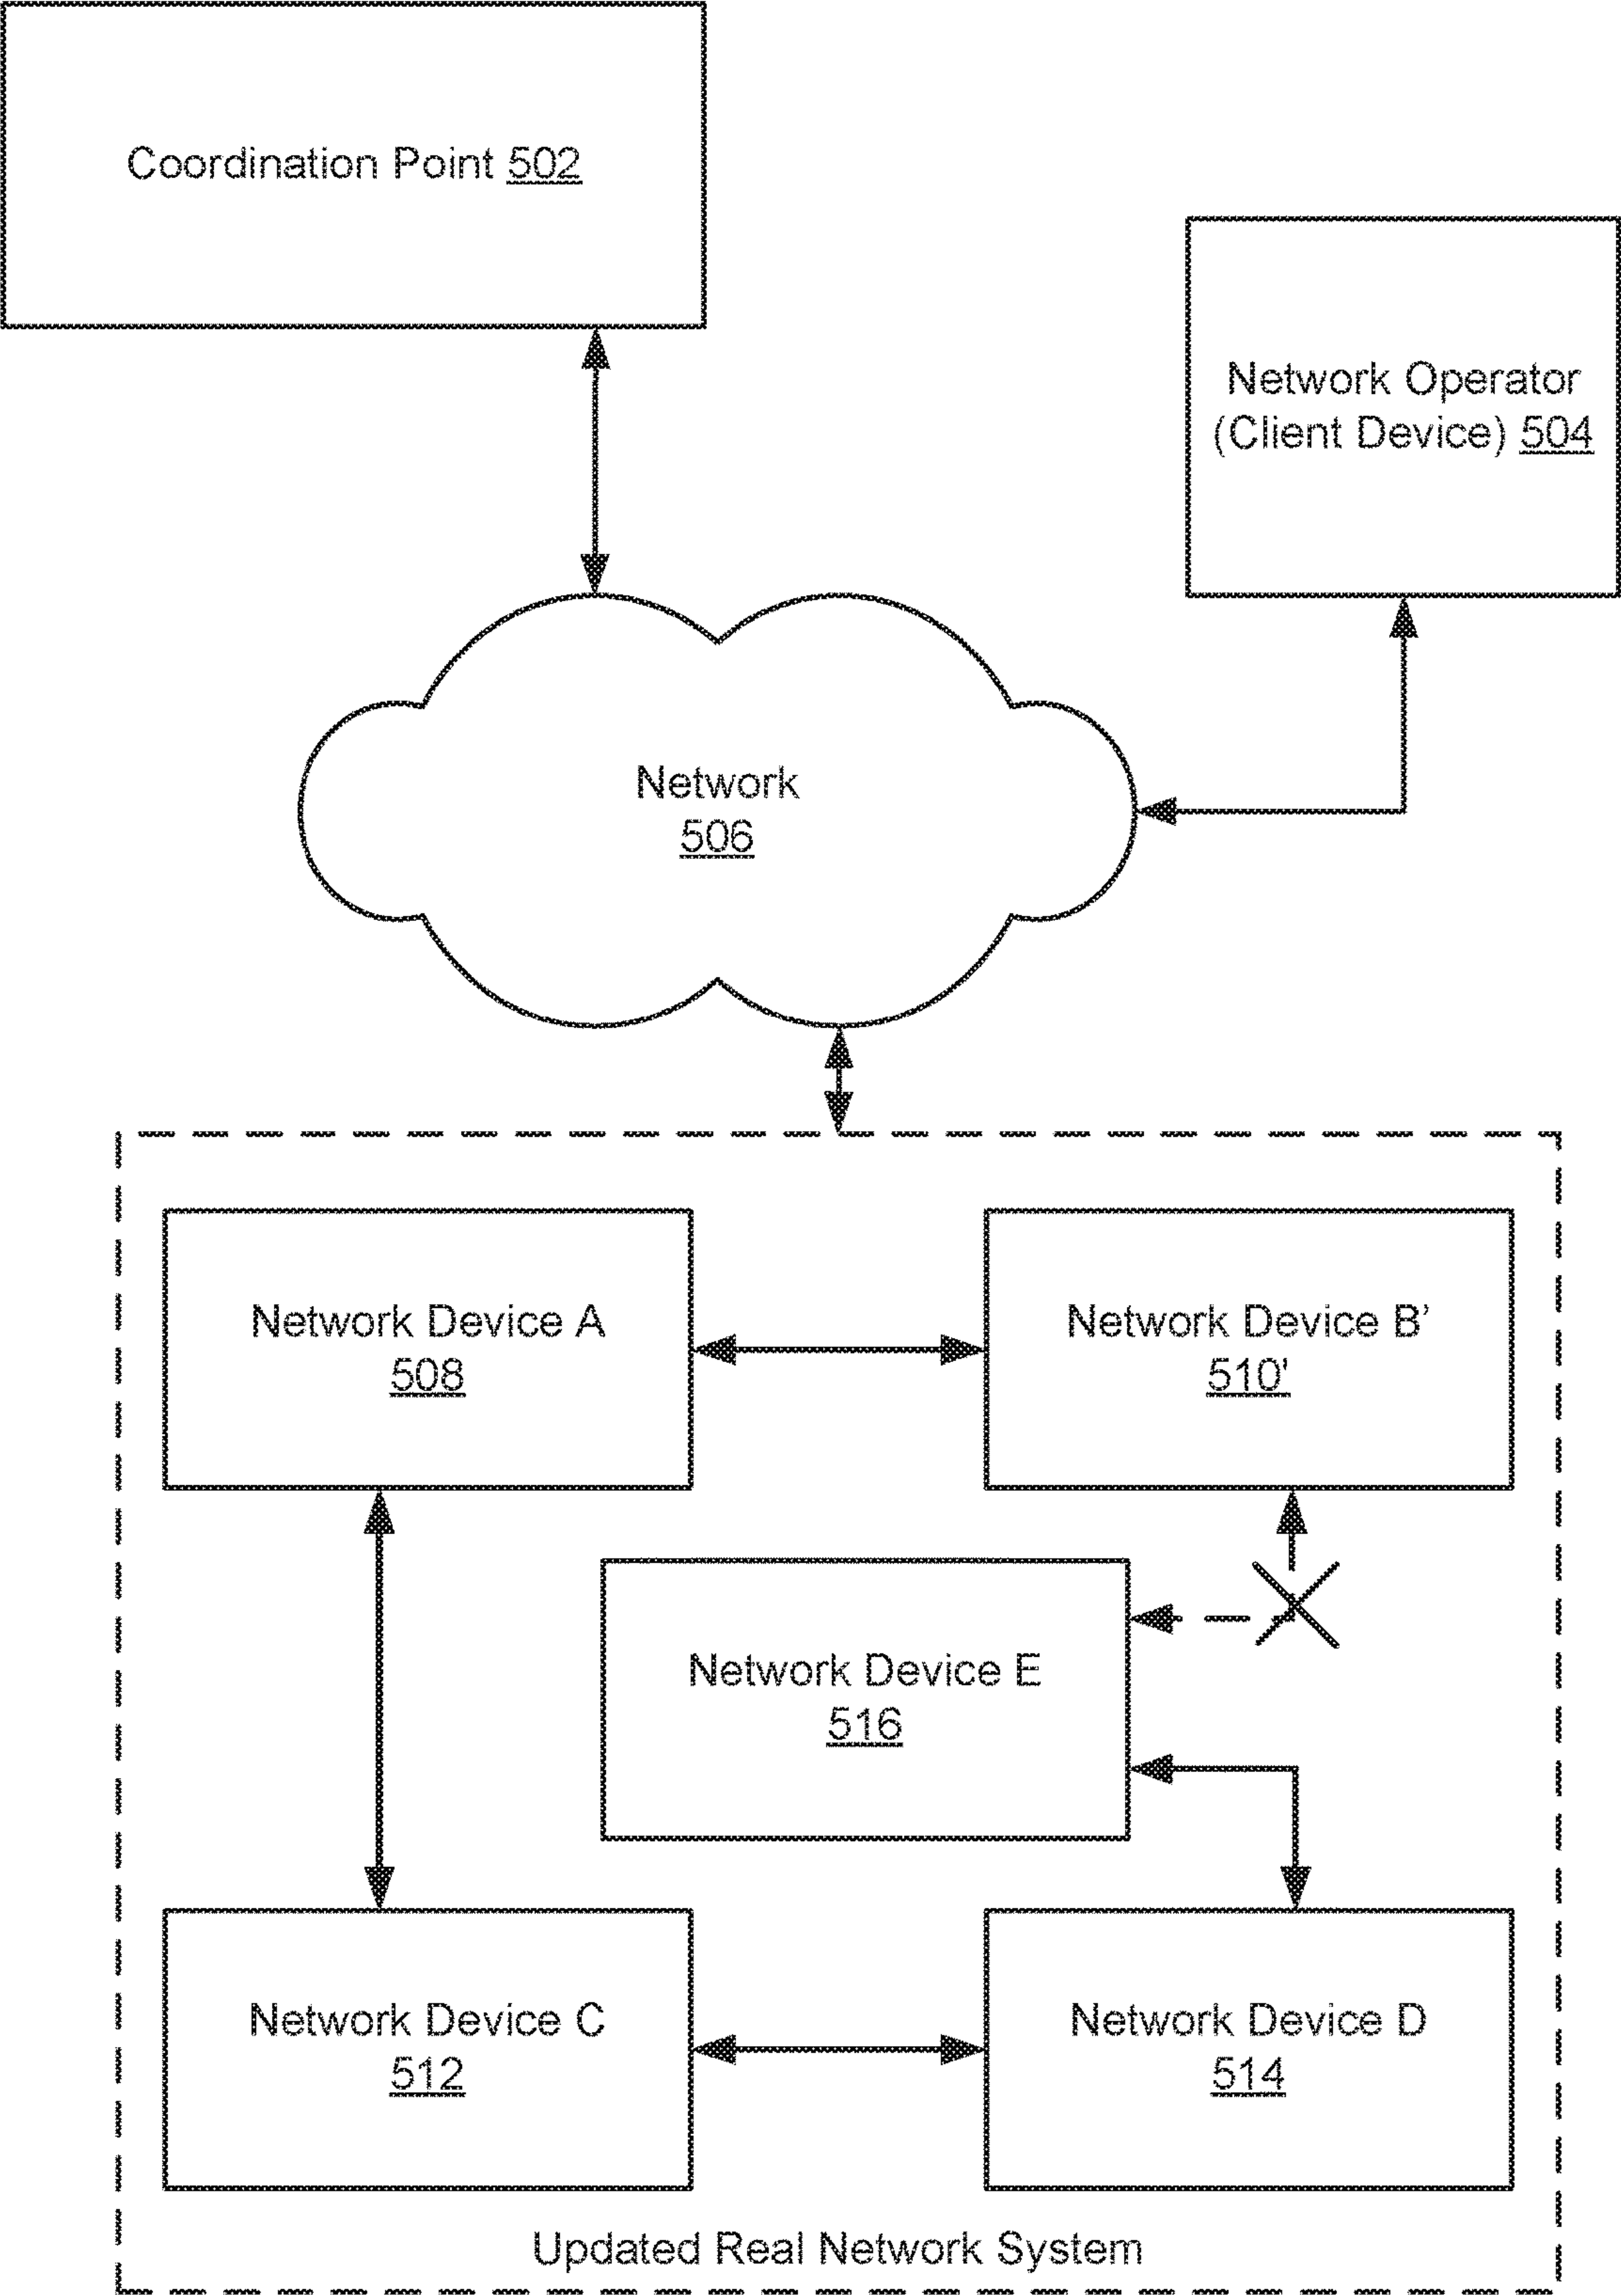 Coordination Point 502
Network Operator
(Client Device) 504
Network
506
Network Device A
508
Network Device B'
510'
Network Device E
516
Network Device C
512
Network Device D
514
Updated Real Network System